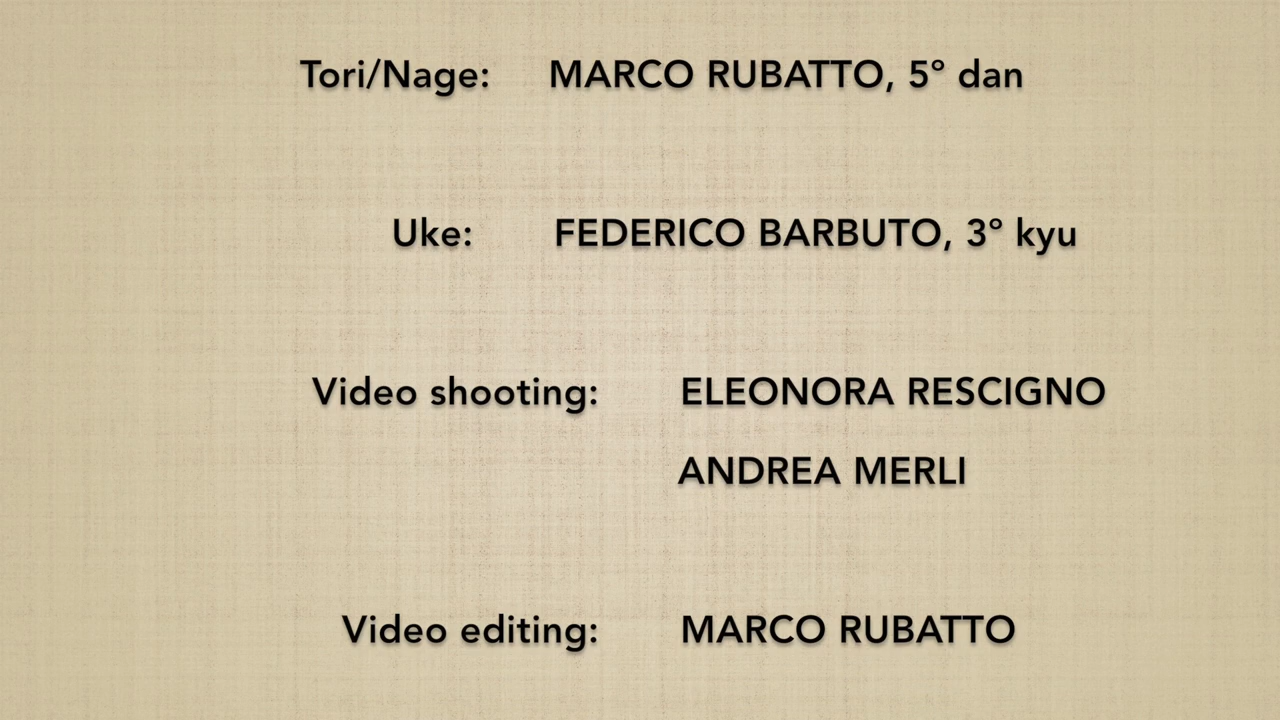 Tori/Nage: MARCO RUBATTO, 5° dan
Uke: FEDERICO BARBUTO, 3° kyu
Video shooting: ELEONORA RESCIGNO
ANDREA MERLI
Video editing: MARCO RUBATTO